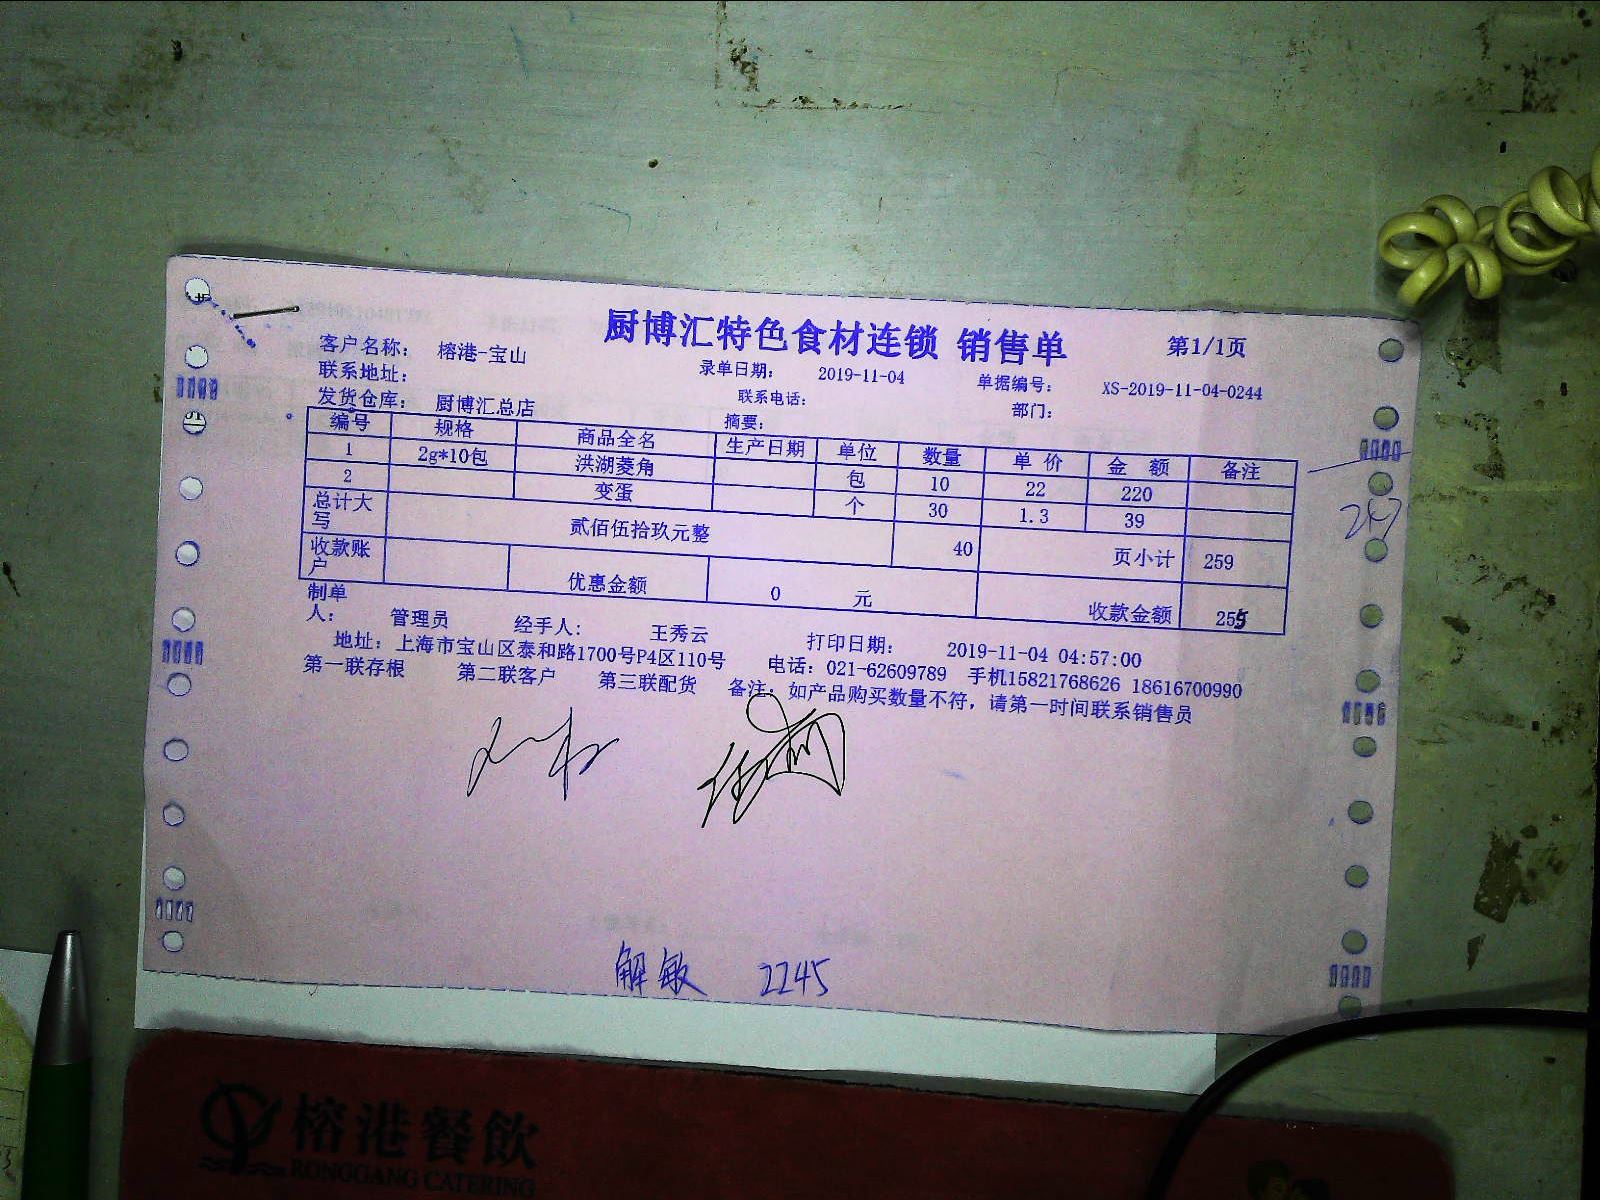 厨博汇特色食材连锁 销售单
第1/1页
客户名称： 榕港-宝山
录单日期： 2019-11-04
单据编号： XS-2019-11-04-0244
联系地址：
联系电话：
部门：
发货仓库： 厨博汇总店
摘要：
编号 规格 商品全名 生产日期 单位 数量 单 价 金 额 备注
1 2g*10包 洪湖菱角 包 10 22 220
2 变蛋 个 30 1.3 39
总计大写 贰佰伍拾玖元整 40 页小计 259
收款账户 优惠金额 0 元 收款金额 255
制单人： 管理员 经手人： 王秀云 打印日期： 2019-11-04 04:57:00
地址：上海市宝山区泰和路1700号P4区110号 电话：021-62609789 手机15821768626 18616700990
第一联存根 第二联客户 第三联配货 备注：如产品购买数量不符，请第一时间联系销售员
解敏 2245
榕港餐飲
RONGGANG CATERING